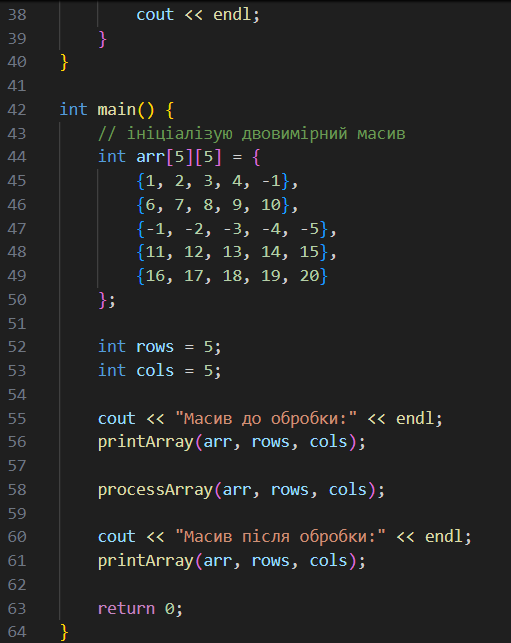 38 cout << endl;
39 }
40 }
41
42 int main() {
43 // ініціалізую двовимірний масив
44 int arr[5][5] = {
45 {1, 2, 3, 4, -1},
46 {6, 7, 8, 9, 10},
47 {-1, -2, -3, -4, -5},
48 {11, 12, 13, 14, 15},
49 {16, 17, 18, 19, 20}
50 };
51
52 int rows = 5;
53 int cols = 5;
54
55 cout << "Масив до обробки:" << endl;
56 printArray(arr, rows, cols);
57
58 processArray(arr, rows, cols);
59
60 cout << "Масив після обробки:" << endl;
61 printArray(arr, rows, cols);
62
63 return 0;
64 }